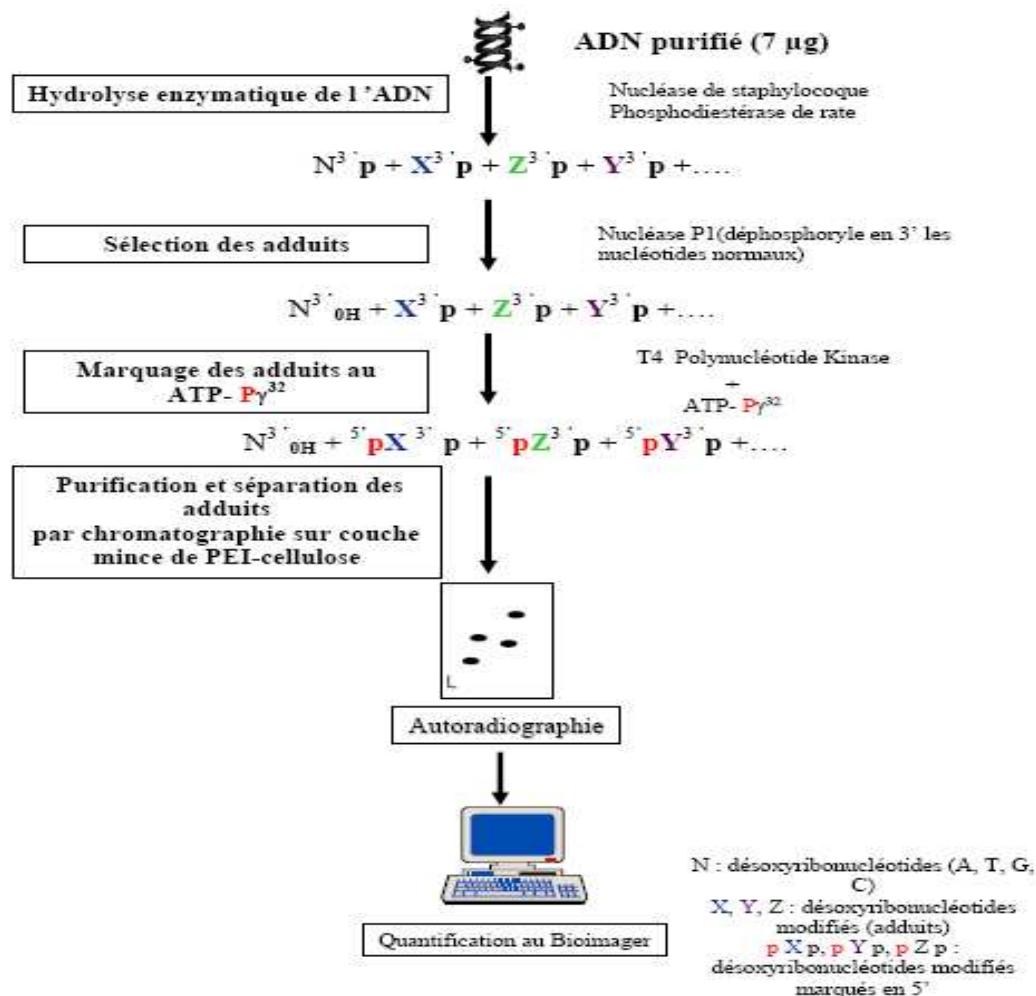 ADN purifié (7 µg)
Hydrolyse enzymatique de l ’ADN
Nucléase de staphylocoque
Phosphodiestérase de rate
N³’p + X³’p + Z³’p + Y³’p +....
Sélection des adduits
Nucléase P1(déphosphoryle en 3’ les
nucléotides normaux)
N³’0H + X³’p + Z³’p + Y³’p +....
Marquage des adduits au
ATP- Pγ³²
T4 Polynucléotide Kinase
+
ATP- Pγ³²
N³’0H + ⁵’pX ³’ p + ⁵’pZ³’p + ⁵’pY³’p +....
Purification et séparation des
adduits
par chromatographie sur couche
mince de PEI-cellulose
L
Autoradiographie
Quantification au Bioimager
N : désoxyribonucléotides (A, T, G,
C)
X, Y, Z : désoxyribonucléotides
modifiés (adduits)
p X p, p Y p, p Z p :
désoxyribonucléotides modifiés
marqués en 5’